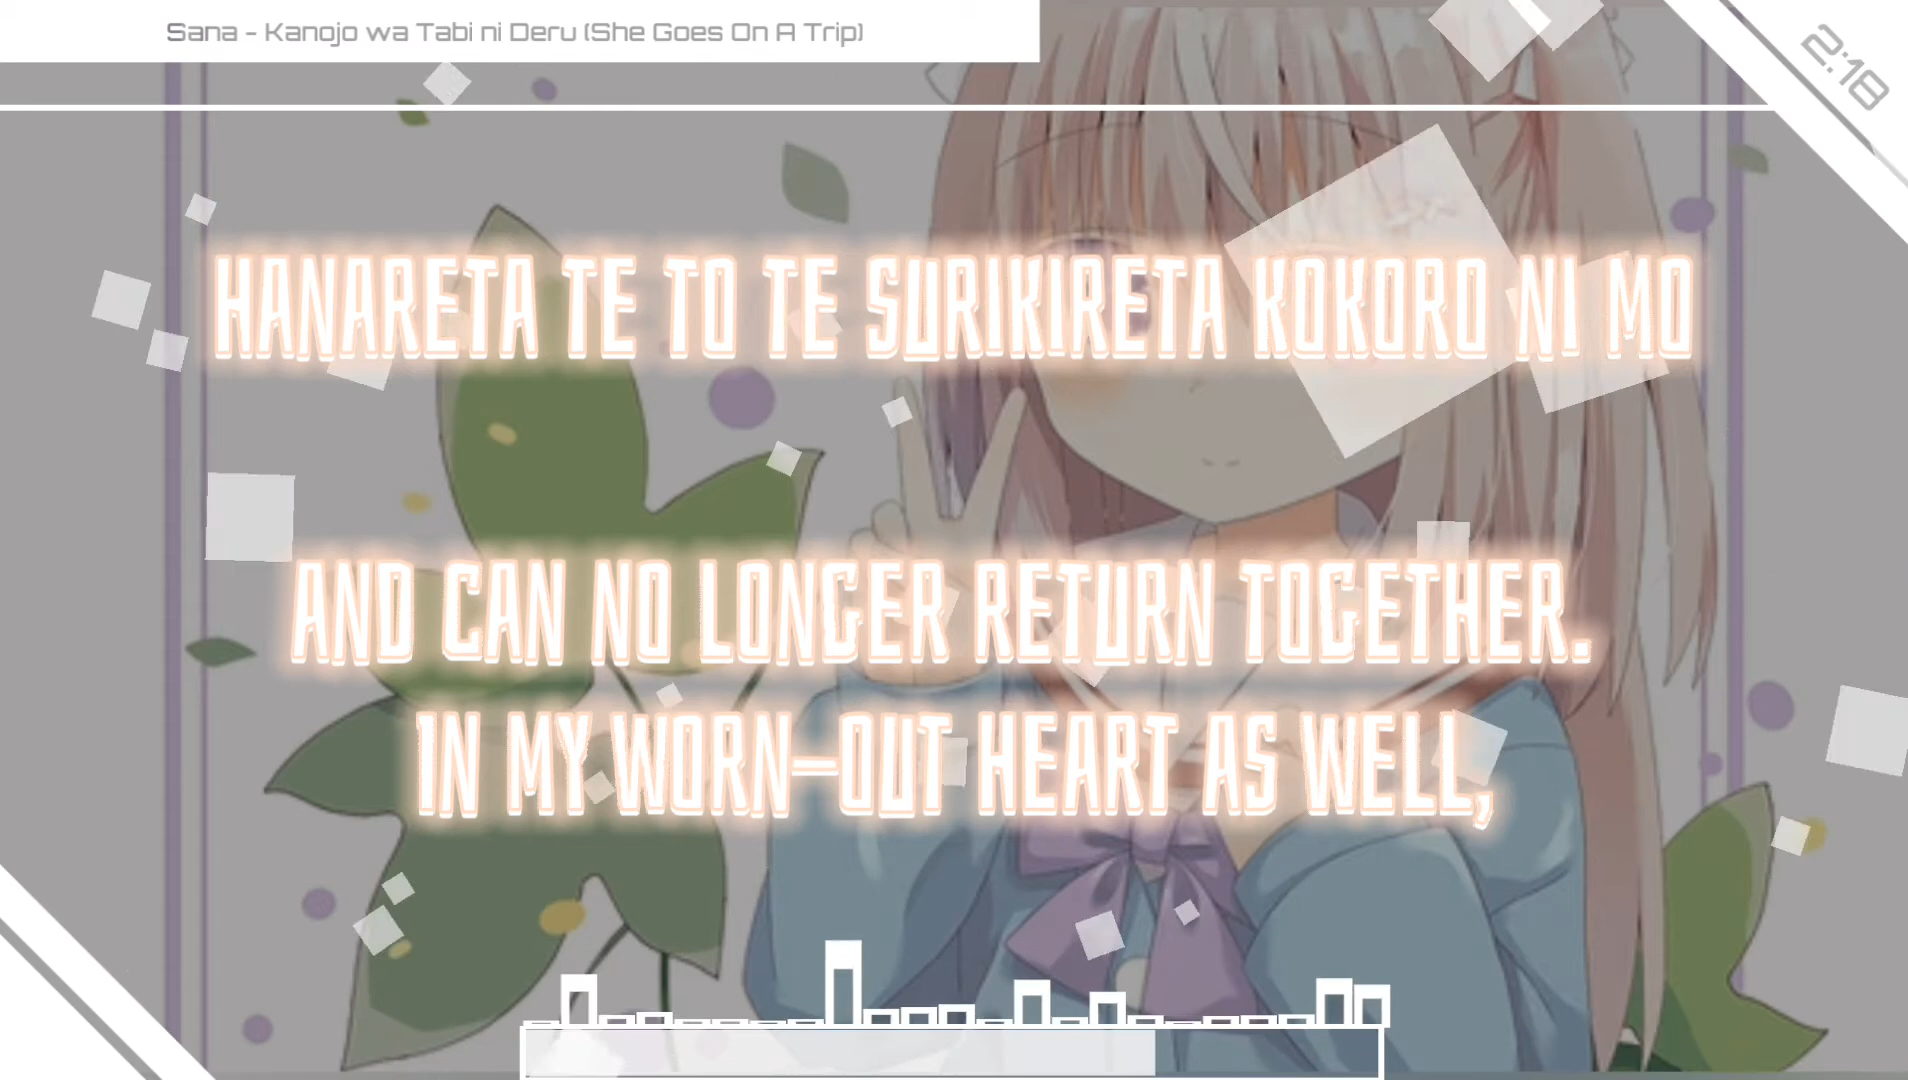 Sana - Kanojo wa Tabi ni Deru (She Goes On A Trip)
2:18
HANARETA TE TO TE SURIKIRETA KOKORO NI MO
AND CAN NO LONGER RETURN TOGETHER.
IN MY WORN-OUT HEART AS WELL,